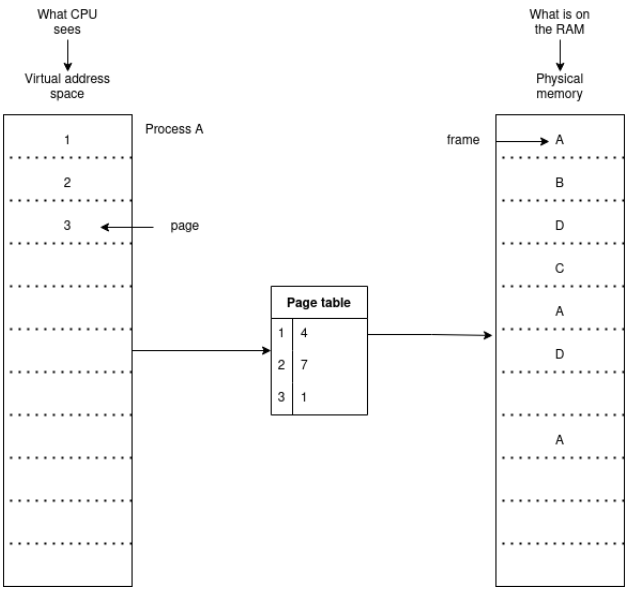 What CPU
sees
What is on
the RAM
Virtual address
space
Physical
memory
Process A
1
2
3
page
frame
A
B
D
C
A
D
A
Page table
1 4
2 7
3 1